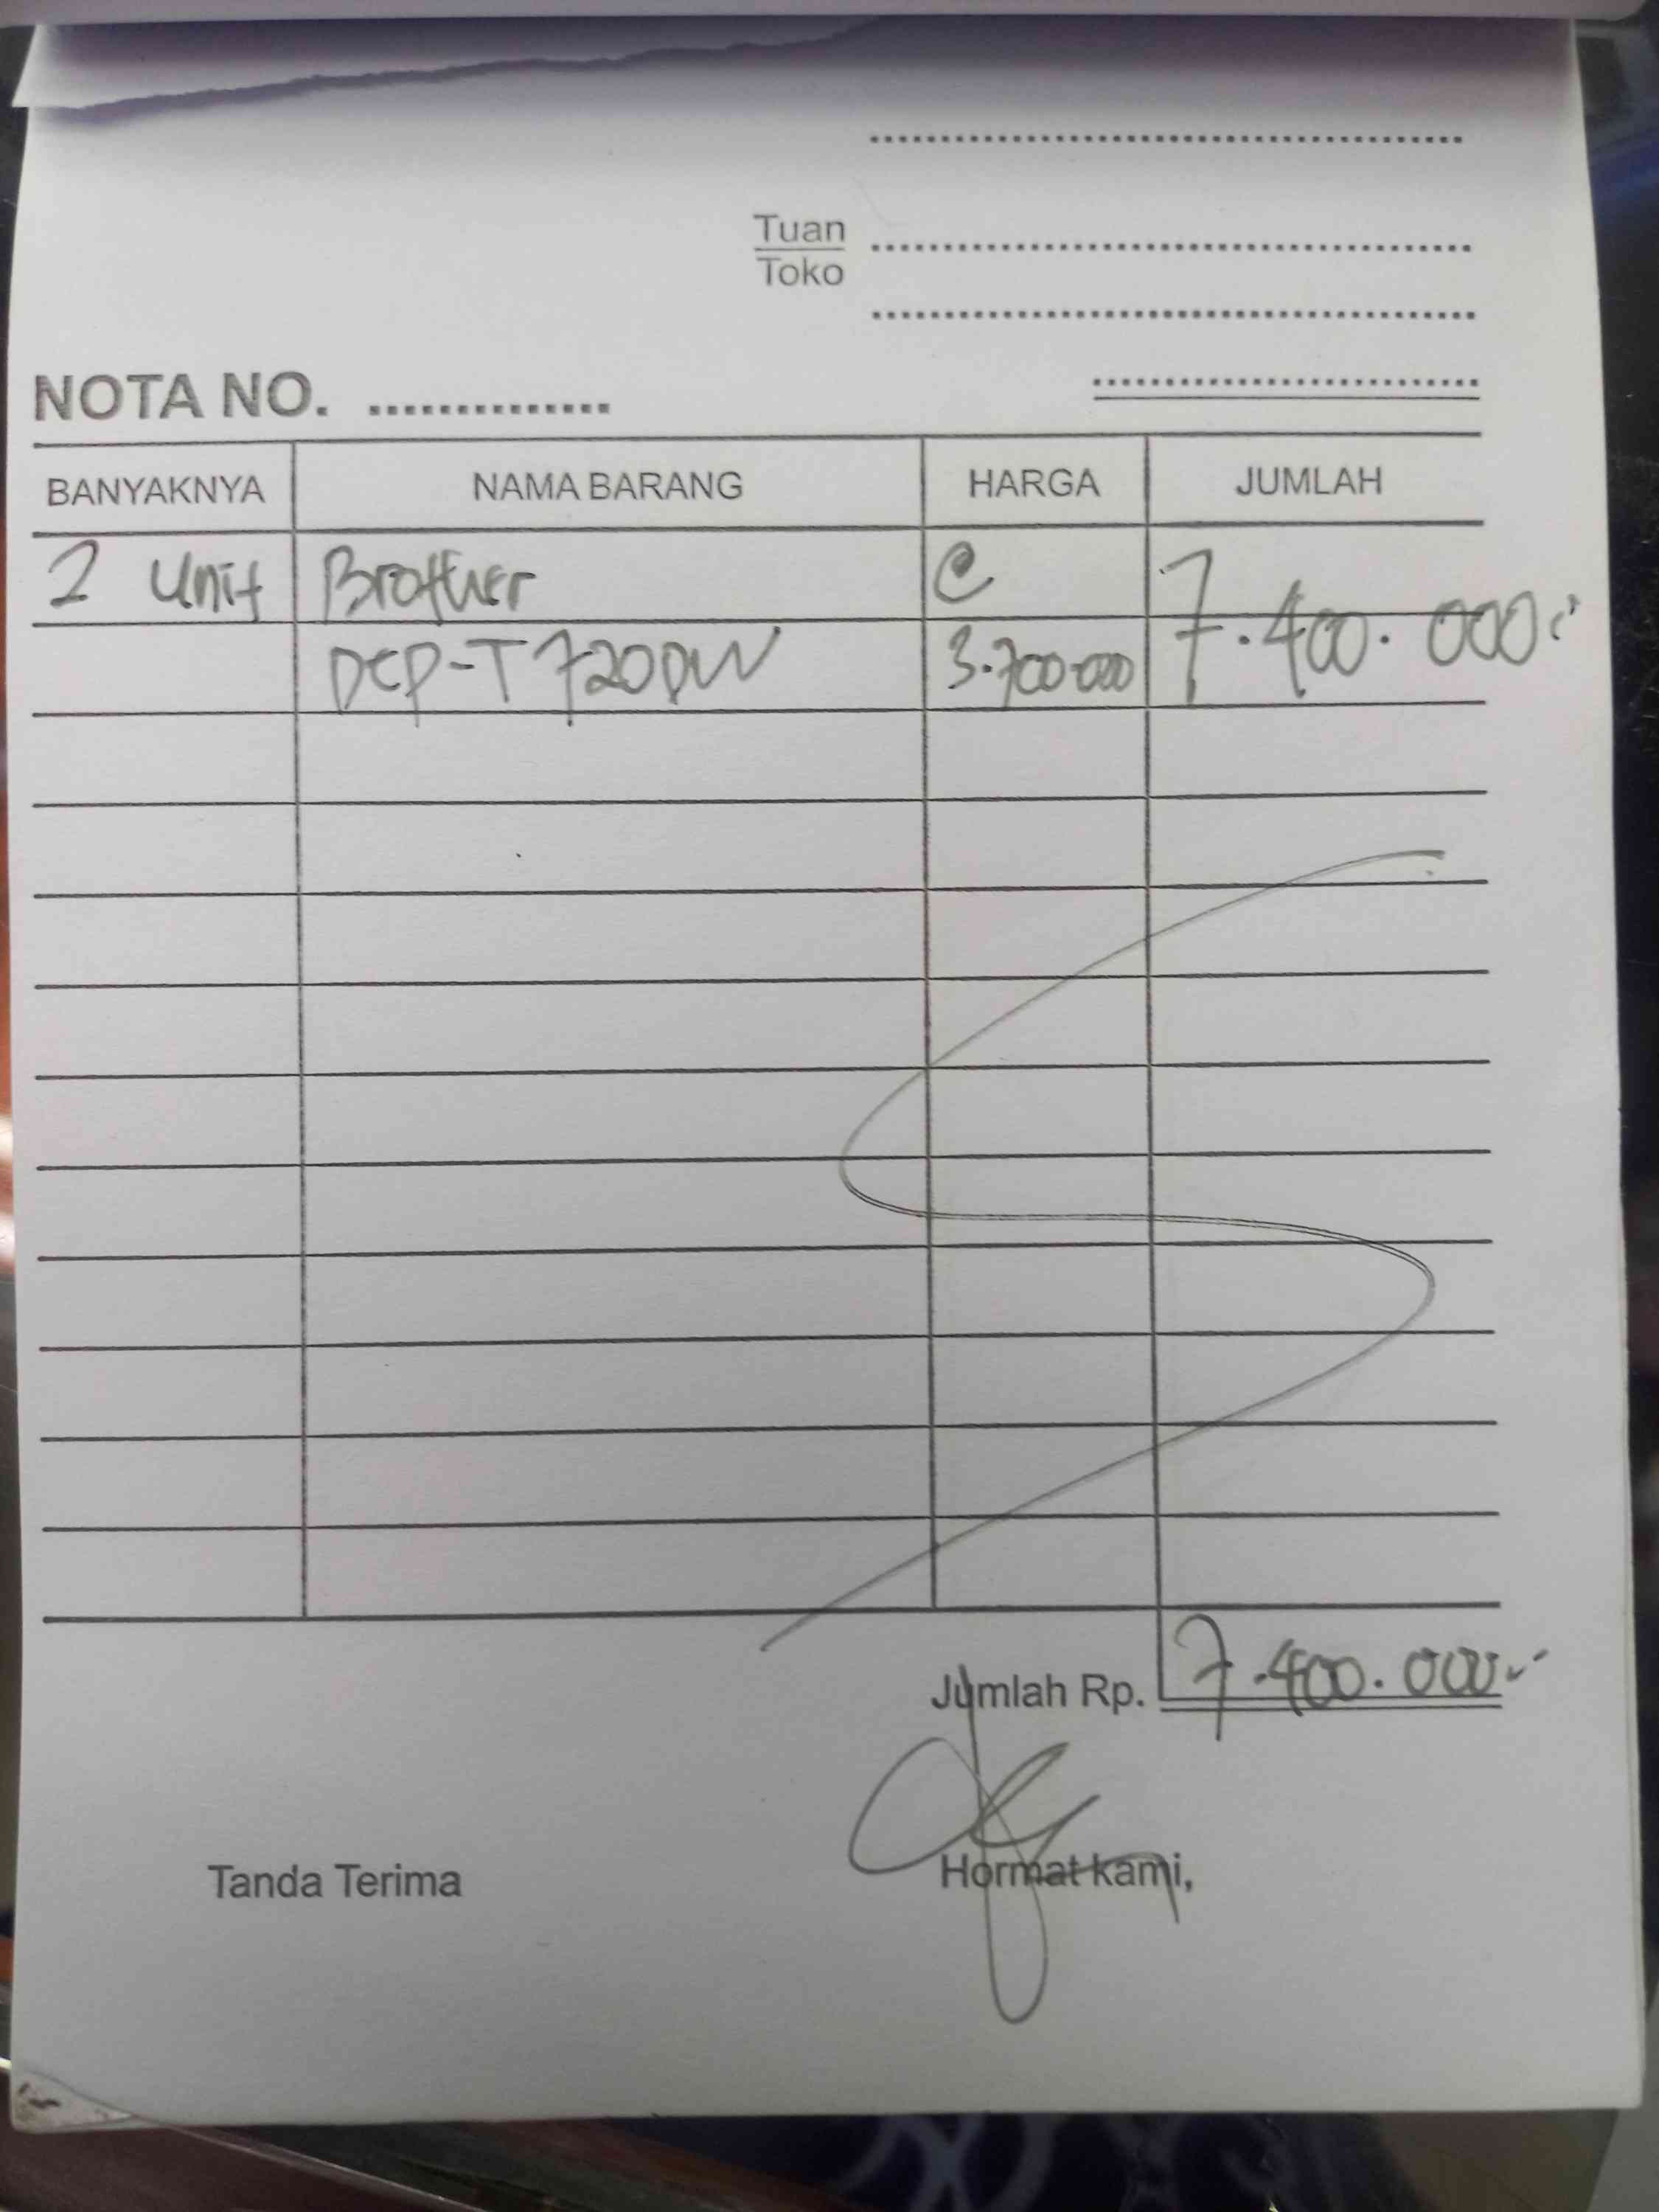 Tuan
Toko
NOTA NO. ..............
BANYAKNYA NAMA BARANG HARGA JUMLAH
2 Unit Brother @
DCP-T720DW 3.700.000 7.400.000,-
Jumlah Rp. 7.400.000,-
Tanda Terima Hormat kami,